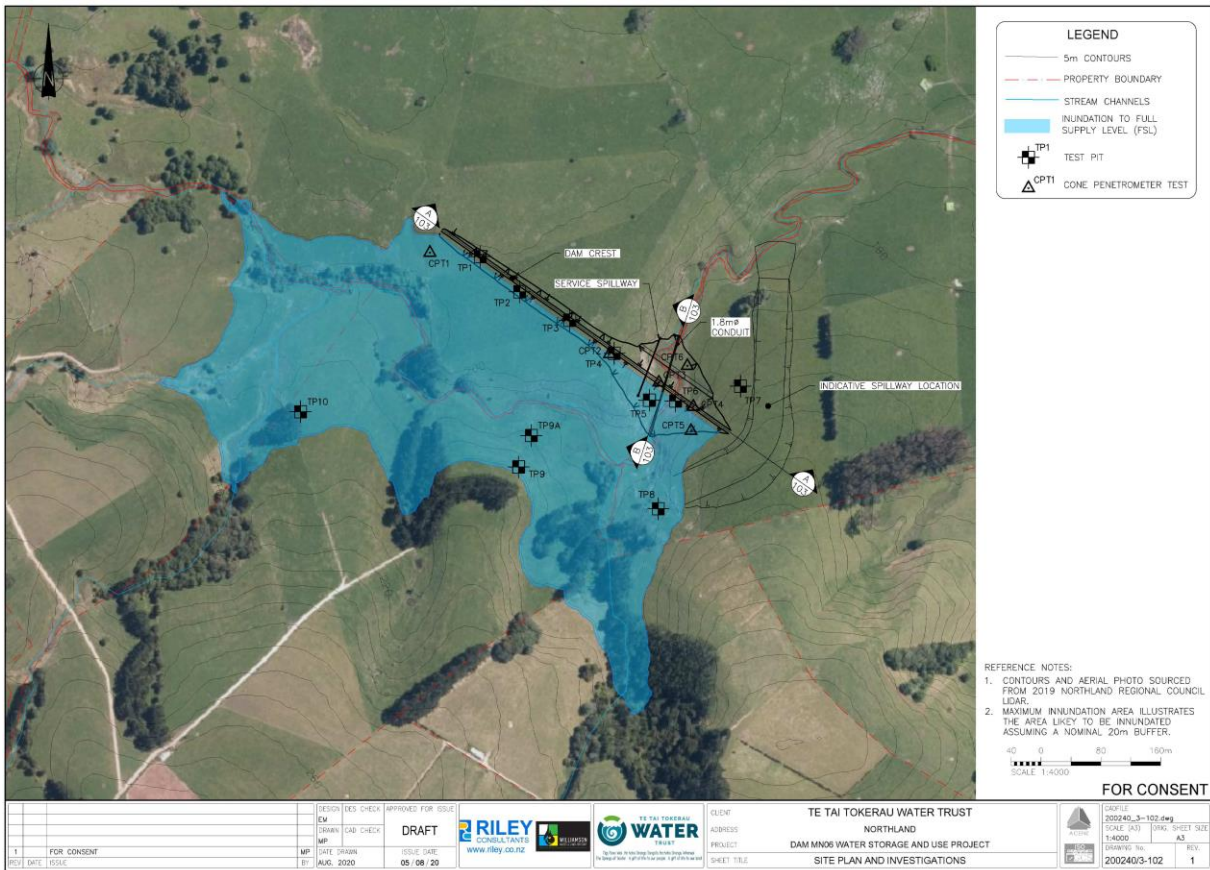 N
A
103
CPT1
TP1
DAM CREST
TP2
SERVICE SPILLWAY
TP3
B
103
1.8mø
CONDUIT
CPT2
TP4
CPT6
CPT3
TP6
TP5
CPT4
TP7
INDICATIVE SPILLWAY LOCATION
CPT5
B
103
A
103
TP10
TP9A
TP9
TP8
LEGEND
5m CONTOURS
PROPERTY BOUNDARY
STREAM CHANNELS
INUNDATION TO FULL
SUPPLY LEVEL (FSL)
TP1
TEST PIT
CPT1
CONE PENETROMETER TEST
REFERENCE NOTES:
1. CONTOURS AND AERIAL PHOTO SOURCED
FROM 2019 NORTHLAND REGIONAL COUNCIL
LIDAR.
2. MAXIMUM INNUNDATION AREA ILLUSTRATES
THE AREA LIKELY TO BE INNUNDATED
ASSUMING A NOMINAL 20m BUFFER.
40 0 80 160m
SCALE 1:4000
FOR CONSENT
1 FOR CONSENT MP
REV DATE ISSUE BY
DESIGN DES CHECK APPROVED FOR ISSUE
EM
DRAWN CAD CHECK DRAFT
MP
DATE DRAWN ISSUE DATE
AUG. 2020 05/08/20
RILEY
CONSULTANTS
www.riley.co.nz
WILLIAMSON
TE TAI TOKERAU
WATER
TRUST
CLIENT TE TAI TOKERAU WATER TRUST
ADDRESS NORTHLAND
PROJECT DAM MN06 WATER STORAGE AND USE PROJECT
SHEET TITLE SITE PLAN AND INVESTIGATIONS
ACENZ
ISO
CADFILE
200240_3-102.dwg
SCALE (A3) ORIG. SHEET SIZE
1:4000 A3
DRAWING No. REV.
200240/3-102 1